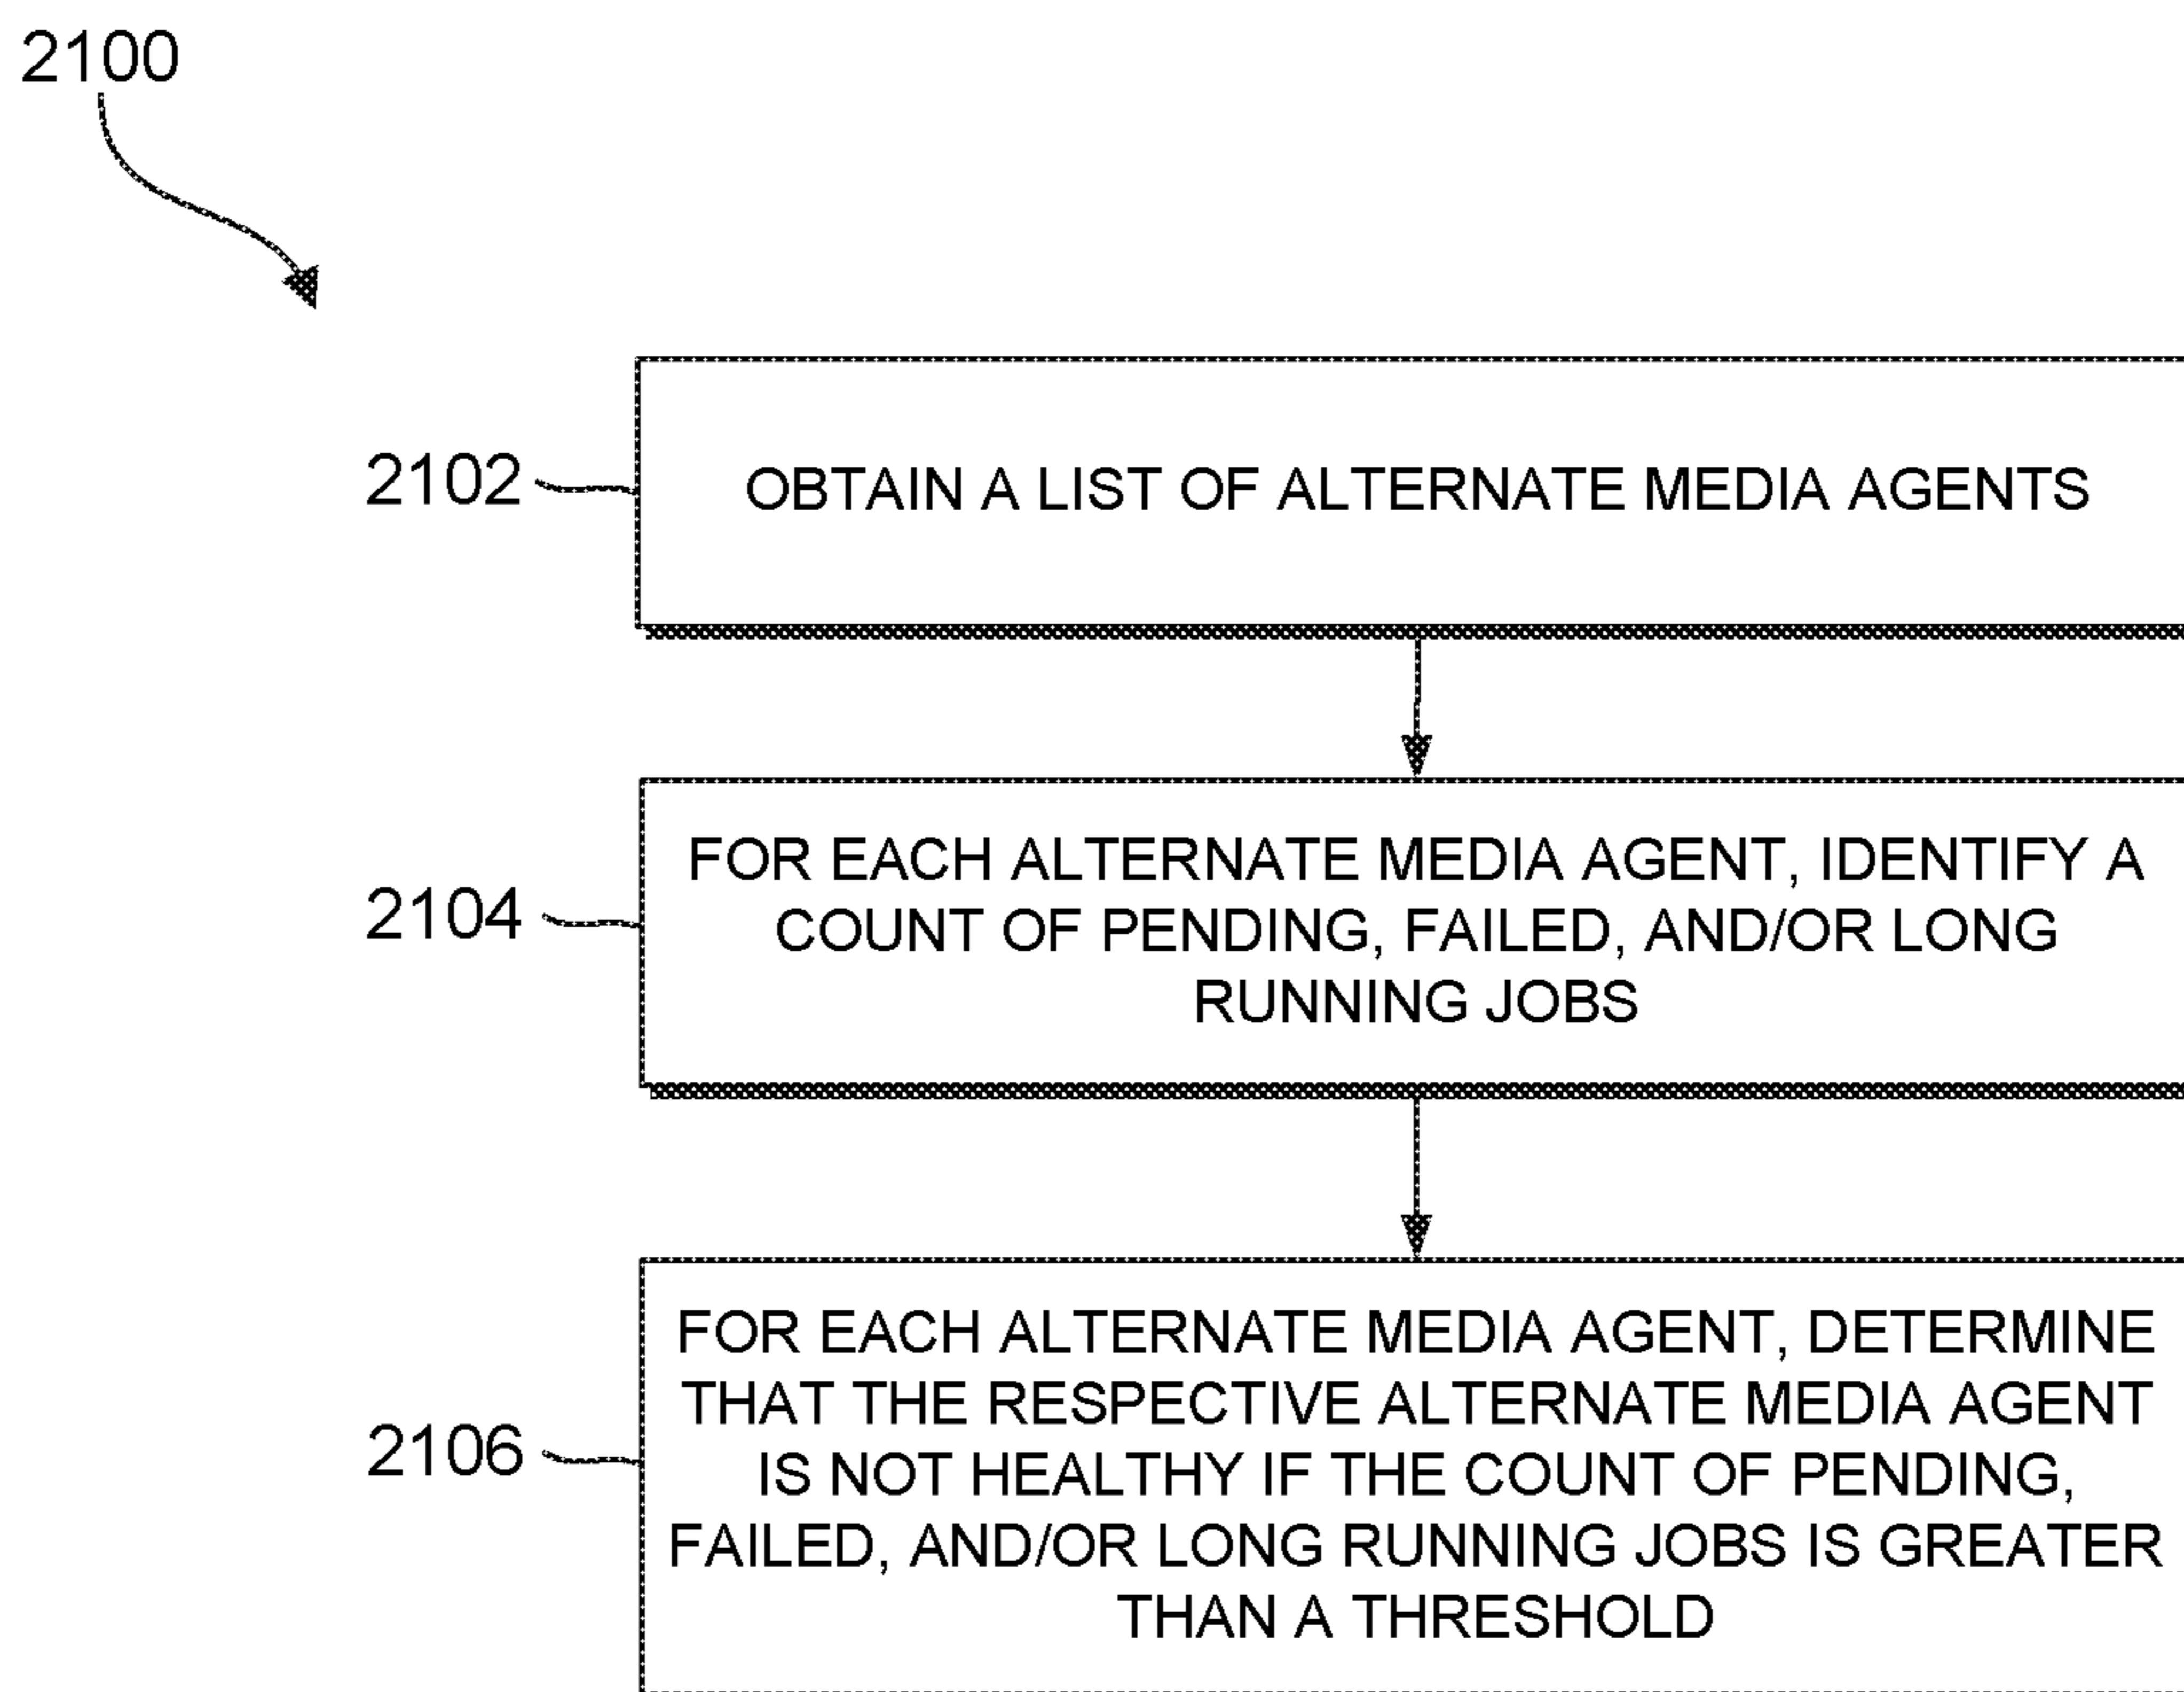 2100
2102
OBTAIN A LIST OF ALTERNATE MEDIA AGENTS
FOR EACH ALTERNATE MEDIA AGENT, IDENTIFY A
2104
COUNT OF PENDING, FAILED, AND/OR LONG
RUNNING JOBS
FOR EACH ALTERNATE MEDIA AGENT, DETERMINE
THAT THE RESPECTIVE ALTERNATE MEDIA AGENT
2106
IS NOT HEALTHY IF THE COUNT OF PENDING,
FAILED, AND/OR LONG RUNNING JOBS IS GREATER
THAN A THRESHOLD